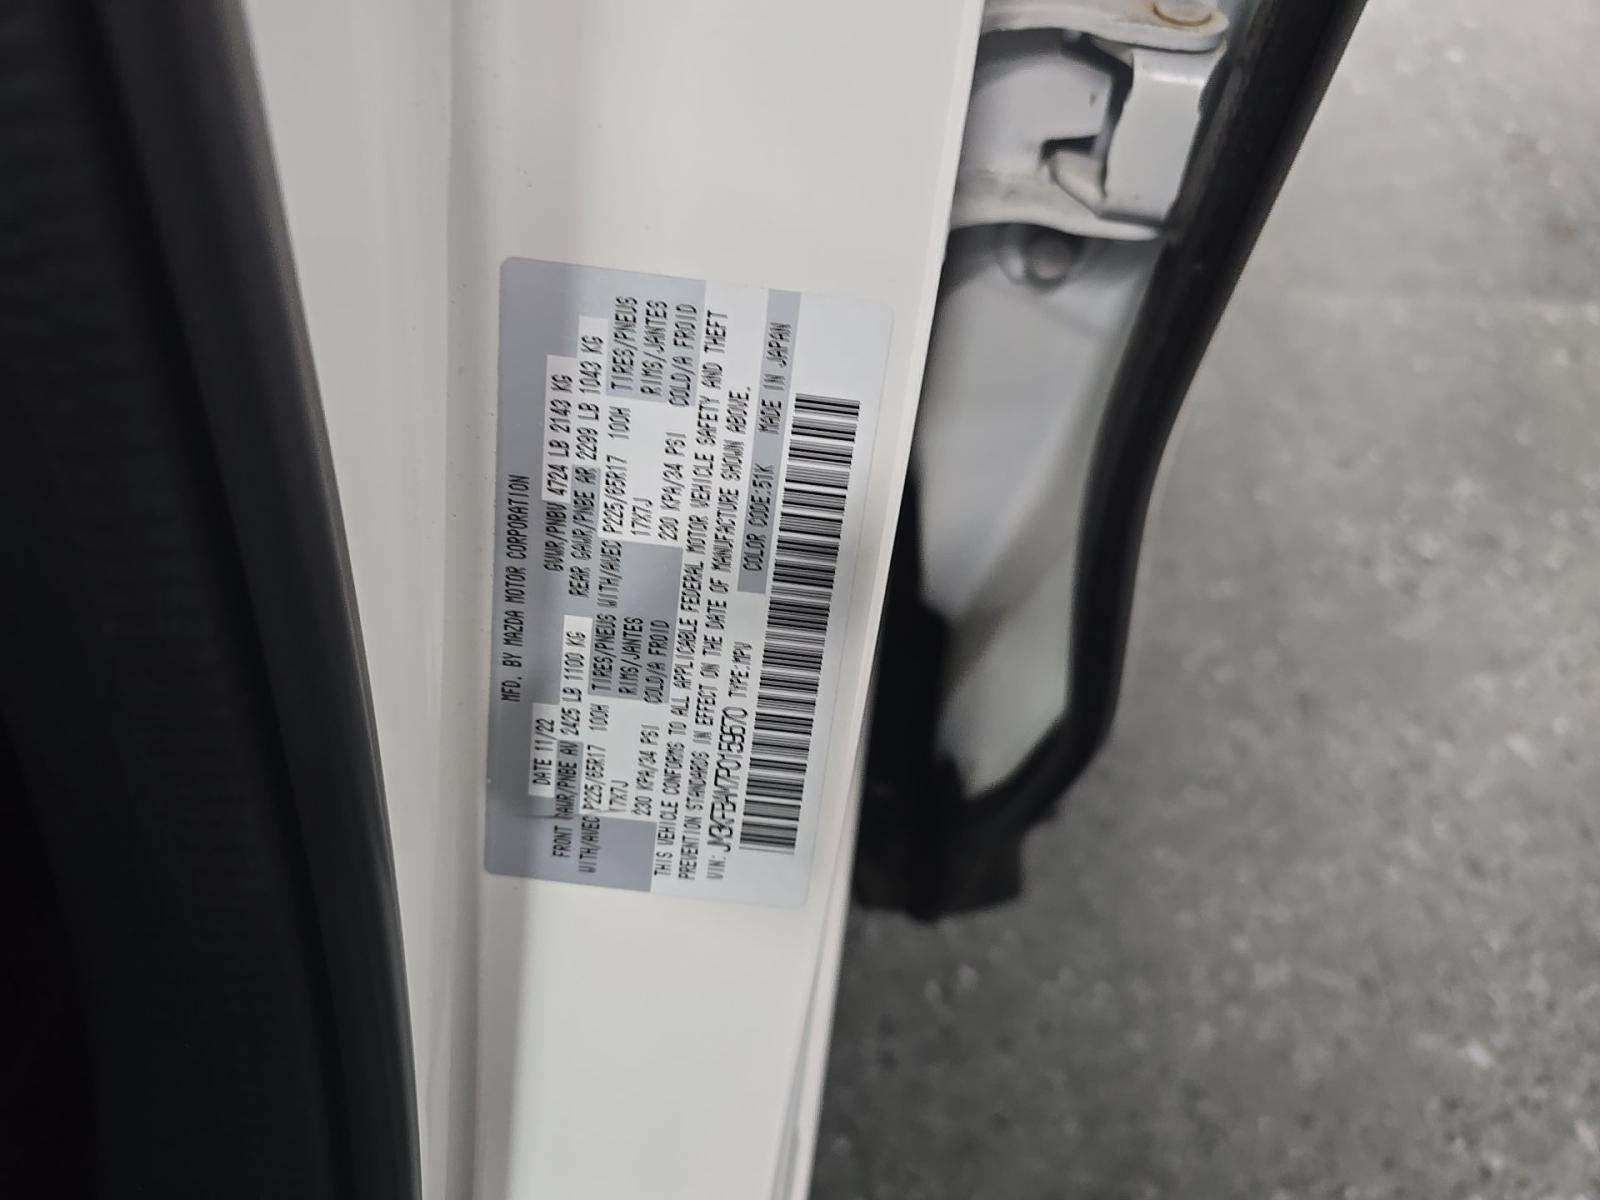 MFD. BY MAZDA MOTOR CORPORATION
DATE 11/22 GVWR/PNBV 4724 LB 2143 KG
FRONT GAWR/PNBE AV 2425 LB 1100 KG REAR GAWR/PNBE AR 2299 LB 1043 KG
WITH/AVEC P225/65R17 100H TIRES/PNEUS WITH/AVEC P225/65R17 100H TIRES/PNEUS
17X7J RIMS/JANTES 17X7J RIMS/JANTES
230 KPA/34 PSI COLD/A FROID 230 KPA/34 PSI COLD/A FROID
THIS VEHICLE CONFORMS TO ALL APPLICABLE FEDERAL MOTOR VEHICLE SAFETY AND THEFT
PREVENTION STANDARDS IN EFFECT ON THE DATE OF MANUFACTURE SHOWN ABOVE.
VIN: JM3KFBAM7P0159570 TYPE:MPV COLOR CODE:51K MADE IN JAPAN